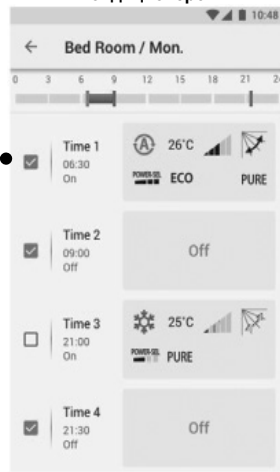 10:48
Bed Room / Mon.
0 3 6 9 12 15 18 21 24
Time 1
06:30
On
A 26°C
POWER-SEL ECO PURE
Time 2
09:00
Off
Off
Time 3
21:00
On
25°C
POWER-SEL PURE
Time 4
21:30
Off
Off